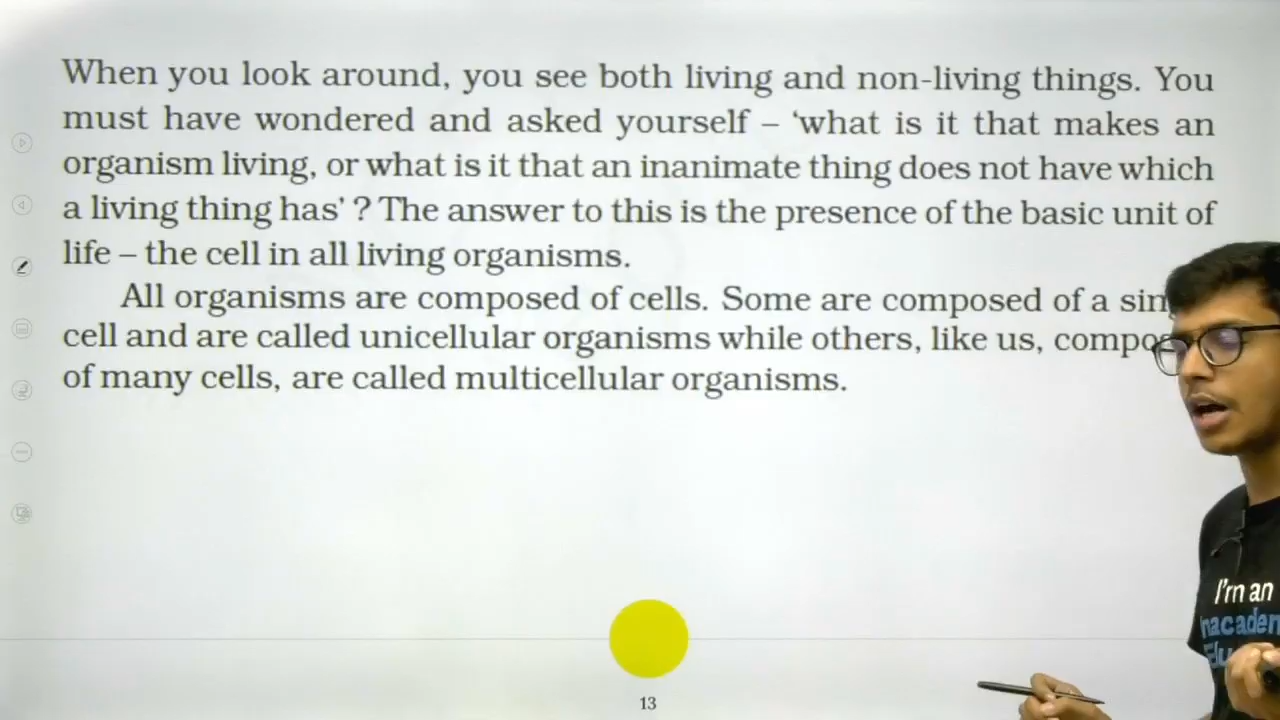 When you look around, you see both living and non-living things. You
must have wondered and asked yourself – ‘what is it that makes an
organism living, or what is it that an inanimate thing does not have which
a living thing has’ ? The answer to this is the presence of the basic unit of
life – the cell in all living organisms.
All organisms are composed of cells. Some are composed of a
cell and are called unicellular organisms while others, like us,
of many cells, are called multicellular organisms.
13
I'm an